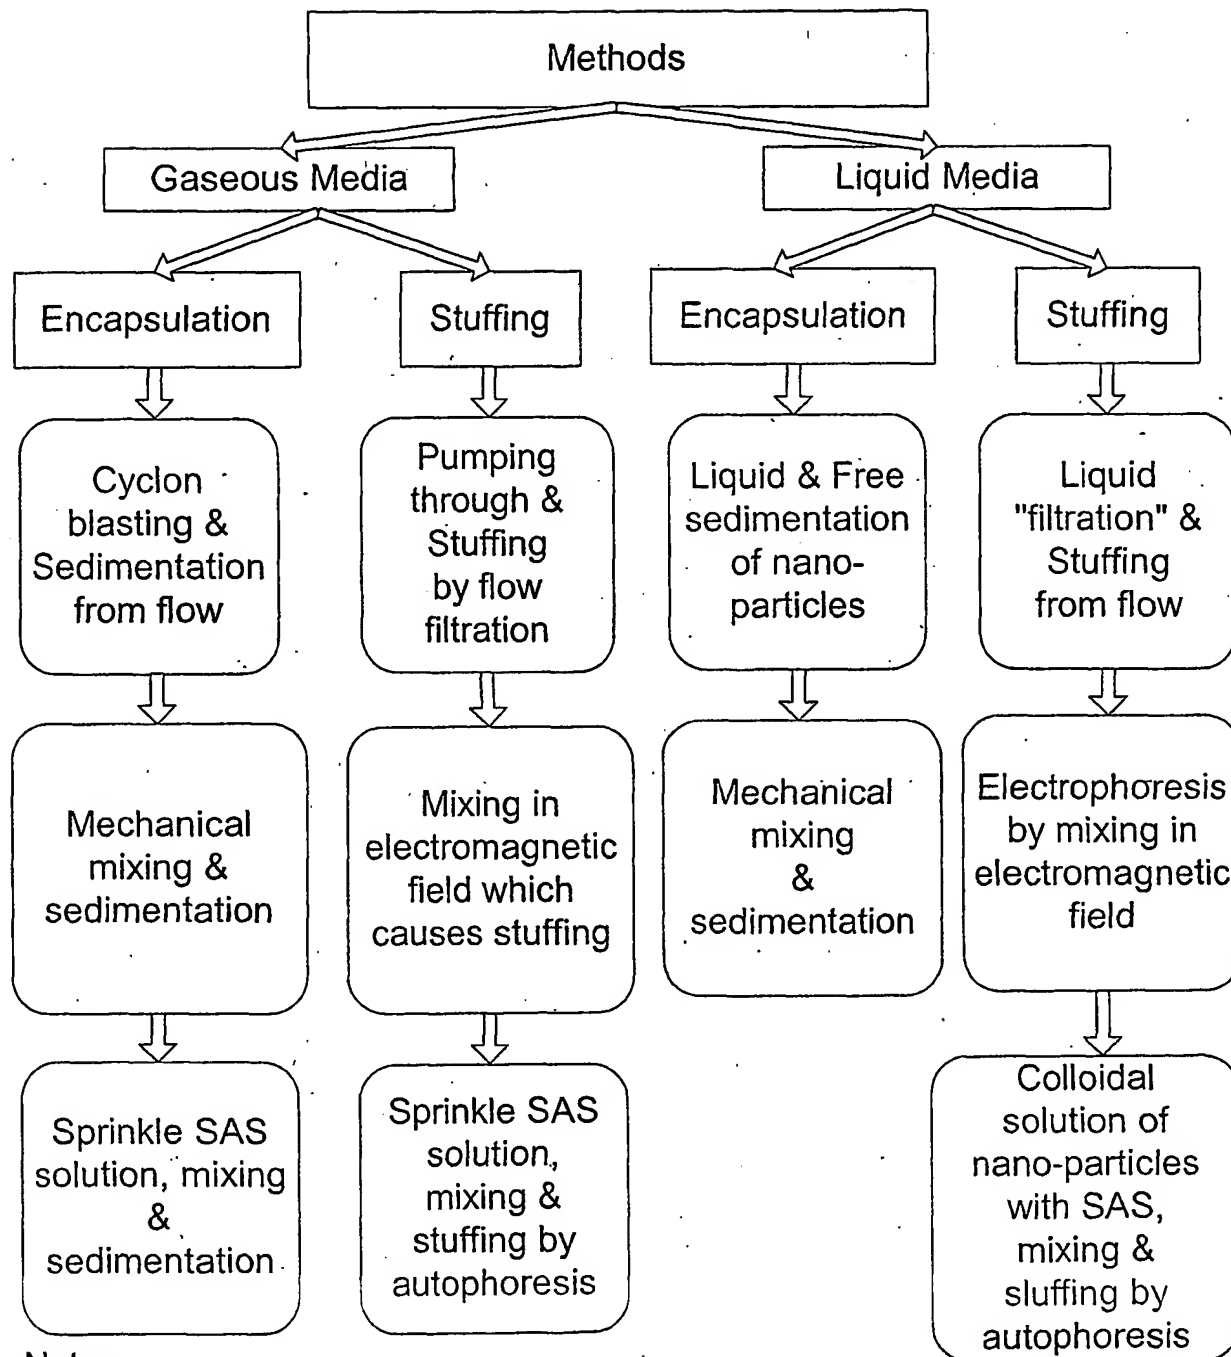 Methods
Gaseous Media
Liquid Media
Encapsulation
Stuffing
Encapsulation
Stuffing
Cyclon
blasting &
Sedimentation
from flow
Pumping
through &
Stuffing
by flow
filtration
Liquid & Free
sedimentation
of nano-
particles
Liquid
"filtration" &
Stuffing
from flow
Mechanical
mixing &
sedimentation
Mixing in
electromagnetic
field which
causes stuffing
Mechanical
mixing
&
sedimentation
Electrophoresis
by mixing in
electromagnetic
field
Sprinkle SAS
solution, mixing
&
sedimentation
Sprinkle SAS
solution,
mixing &
stuffing by
autophoresis
Colloidal
solution of
nano-particles
with SAS,
mixing &
sluffing by
autophoresis